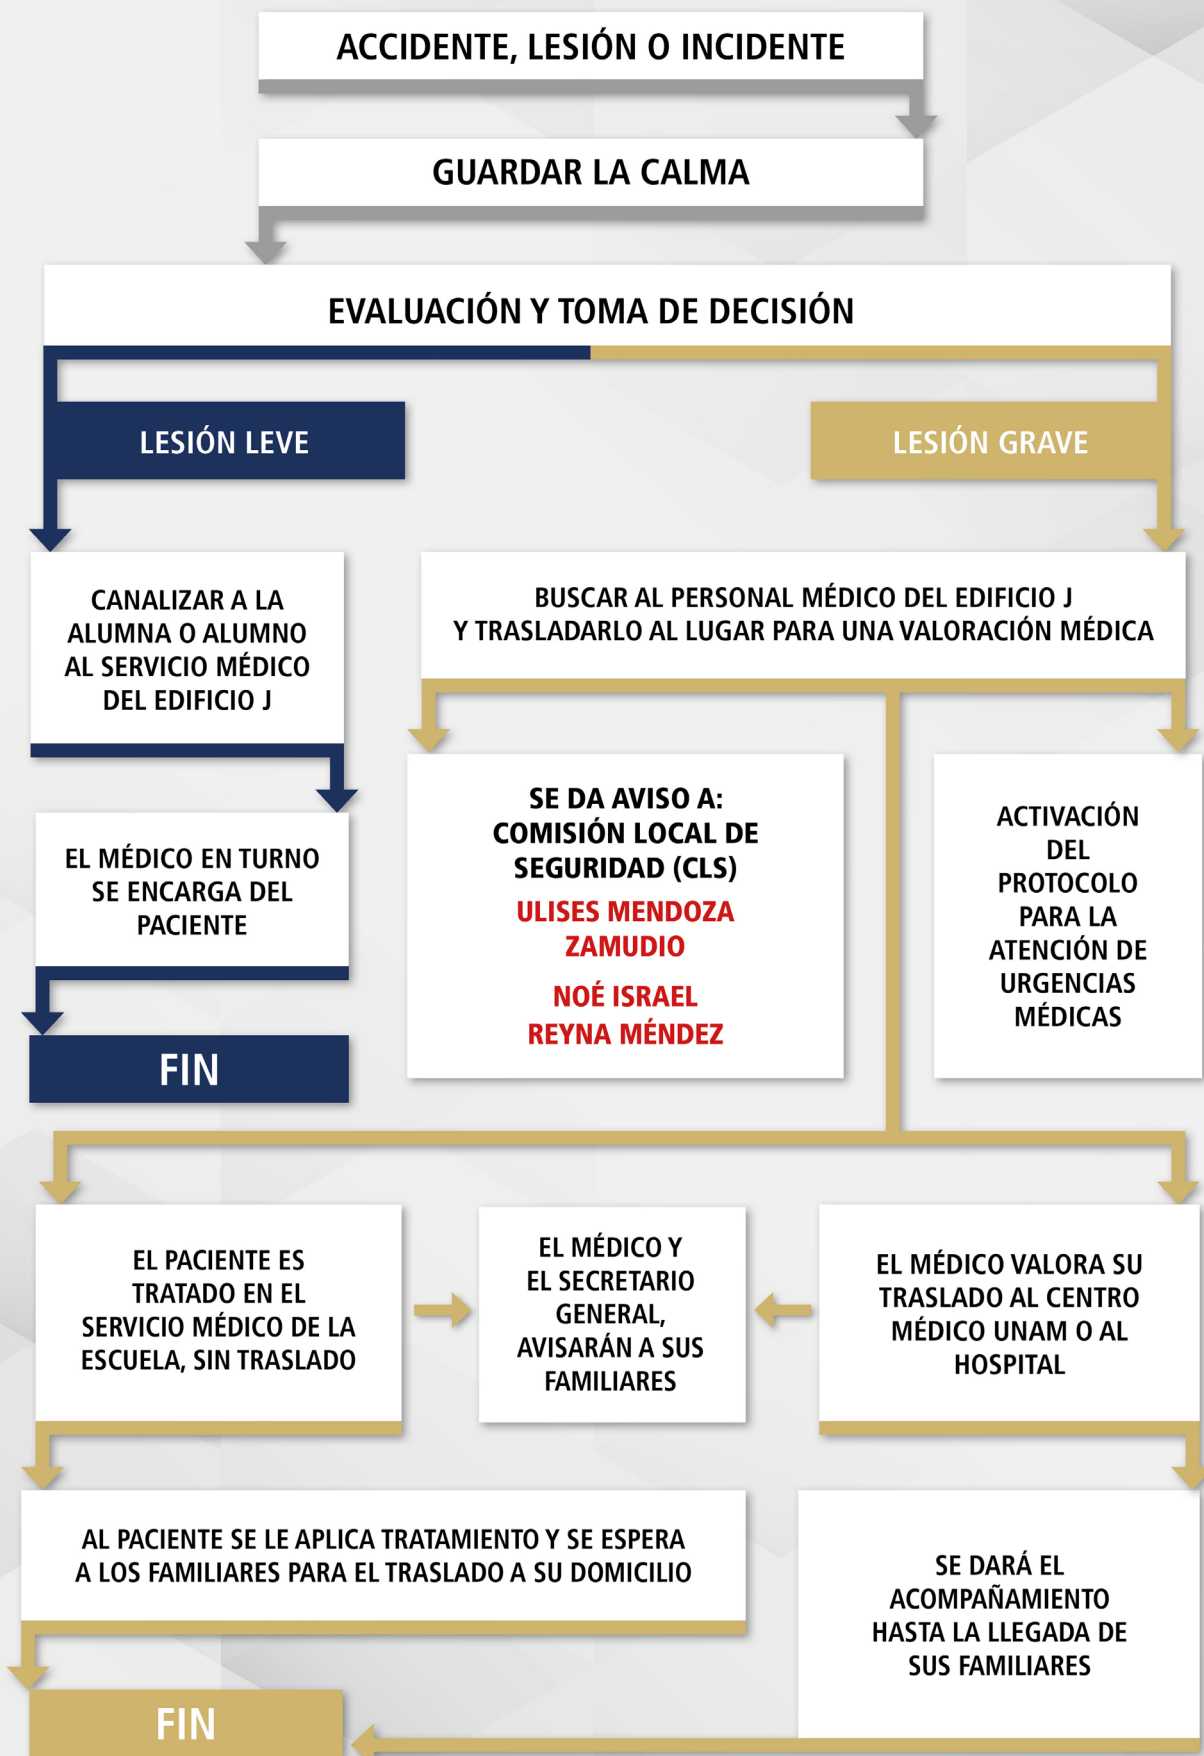 ACCIDENTE, LESIÓN O INCIDENTE
GUARDAR LA CALMA
EVALUACIÓN Y TOMA DE DECISIÓN
LESIÓN LEVE
LESIÓN GRAVE
CANALIZAR A LA
ALUMNA O ALUMNO
AL SERVICIO MÉDICO
DEL EDIFICIO J
BUSCAR AL PERSONAL MÉDICO DEL EDIFICIO J
Y TRASLADARLO AL LUGAR PARA UNA VALORACIÓN MÉDICA
EL MÉDICO EN TURNO
SE ENCARGA DEL
PACIENTE
FIN
SE DA AVISO A:
COMISIÓN LOCAL DE
SEGURIDAD (CLS)
ULISES MENDOZA
ZAMUDIO
NOÉ ISRAEL
REYNA MÉNDEZ
ACTIVACIÓN
DEL
PROTOCOLO
PARA LA
ATENCIÓN DE
URGENCIAS
MÉDICAS
EL PACIENTE ES
TRATADO EN EL
SERVICIO MÉDICO DE LA
ESCUELA, SIN TRASLADO
EL MÉDICO Y
EL SECRETARIO
GENERAL,
AVISARÁN A SUS
FAMILIARES
EL MÉDICO VALORA SU
TRASLADO AL CENTRO
MÉDICO UNAM O AL
HOSPITAL
AL PACIENTE SE LE APLICA TRATAMIENTO Y SE ESPERA
A LOS FAMILIARES PARA EL TRASLADO A SU DOMICILIO
SE DARÁ EL
ACOMPAÑAMIENTO
HASTA LA LLEGADA DE
SUS FAMILIARES
FIN